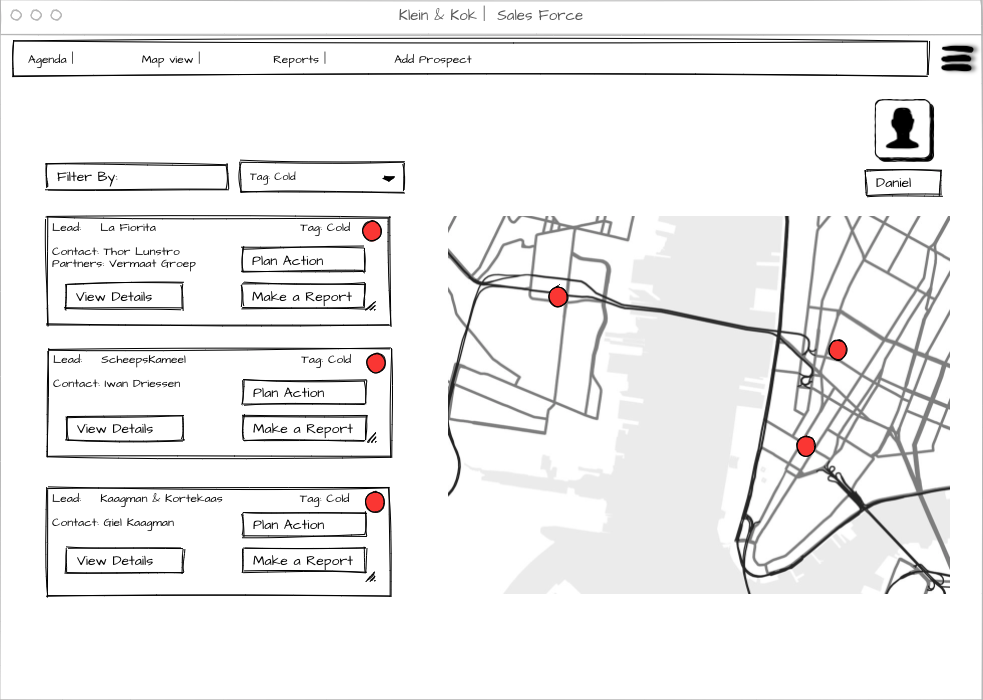 Klein & Kok | Sales Force
Agenda | Map view | Reports | Add Prospect
Daniel
Filter By:
Tag: Cold
Lead: La Fiorita Tag: Cold
Contact: Thor Lunstro
Partners: Vermaat Groep
Plan Action
View Details
Make a Report
Lead: ScheepsKameel Tag: Cold
Contact: Iwan Driessen
Plan Action
View Details
Make a Report
Lead: Kaagman & Kortekaas Tag: Cold
Contact: Giel Kaagman
Plan Action
View Details
Make a Report